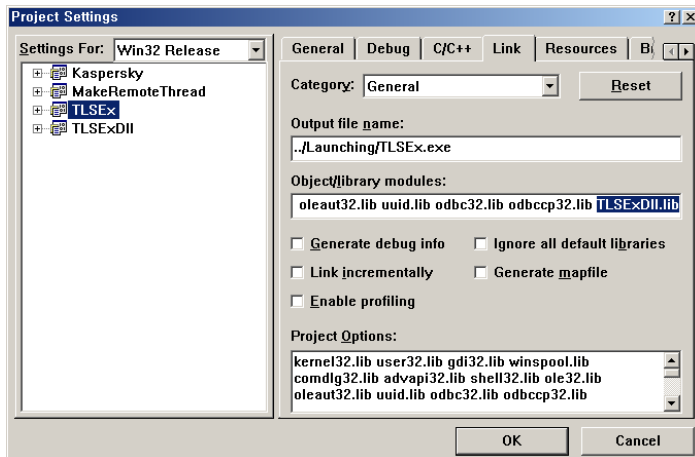 Project Settings
Settings For: Win32 Release
Kaspersky
MakeRemoteThread
TLSEx
TLSExDll
General Debug C/C++ Link Resources
Category: General Reset
Output file name:
../Launching/TLSEx.exe
Object/library modules:
oleaut32.lib uuid.lib odbc32.lib odbccp32.lib TLSExDll.lib
Generate debug info Ignore all default libraries
Link incrementally Generate mapfile
Enable profiling
Project Options:
kernel32.lib user32.lib gdi32.lib winspool.lib
comdlg32.lib advapi32.lib shell32.lib ole32.lib
oleaut32.lib uuid.lib odbc32.lib odbccp32.lib
OK Cancel